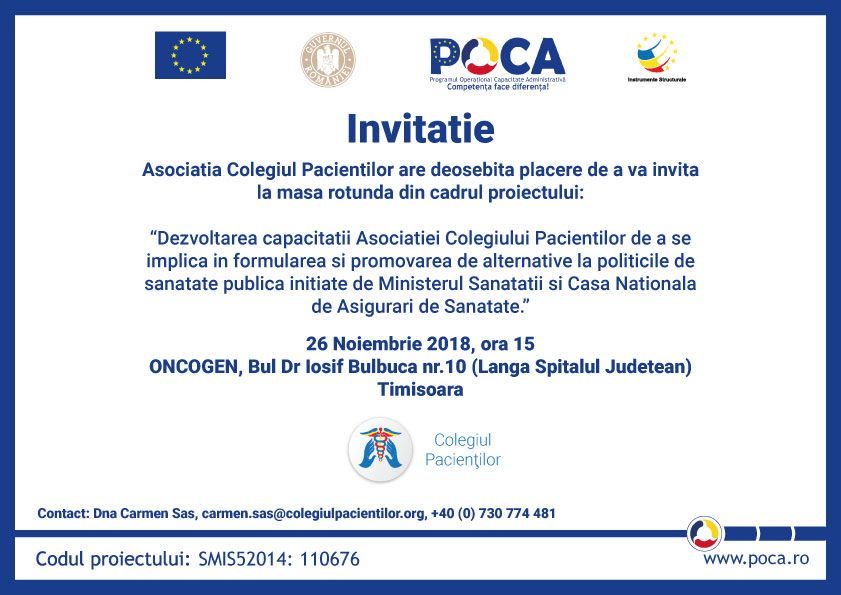 GUVERNUL ROMÂNIEI
POCA
Programul Operațional Capacitate Administrativă
Competența face diferența!
Instrumente Structurale
Invitatie
Asociatia Colegiul Pacientilor are deosebita placere de a va invita
la masa rotunda din cadrul proiectului:
“Dezvoltarea capacitatii Asociatiei Colegiului Pacientilor de a se
implica in formularea si promovarea de alternative la politicile de
sanatate publica initiate de Ministerul Sanatatii si Casa Nationala
de Asigurari de Sanatate.”
26 Noiembrie 2018, ora 15
ONCOGEN, Bul Dr Iosif Bulbuca nr.10 (Langa Spitalul Judetean)
Timisoara
Colegiul
Pacienţilor
Contact: Dna Carmen Sas, carmen.sas@colegiulpacientilor.org, +40 (0) 730 774 481
Codul proiectului: SMIS52014: 110676
www.poca.ro